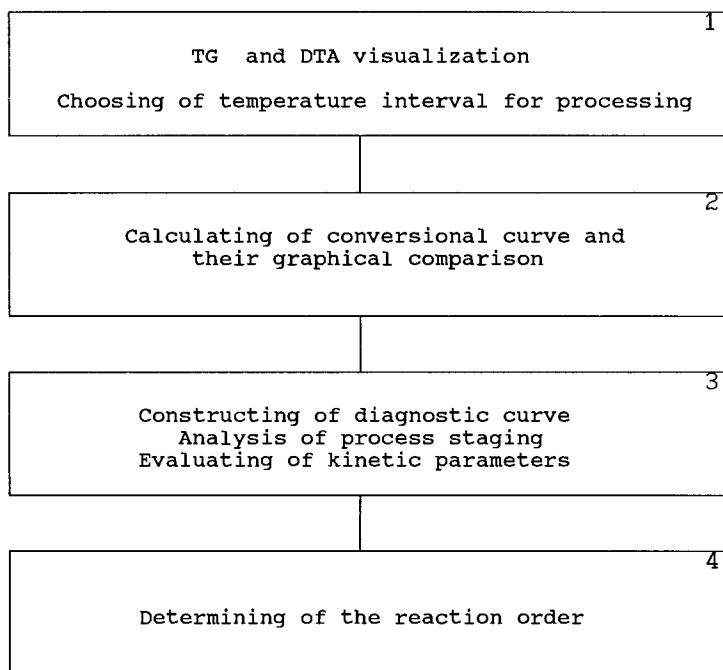 1
TG and DTA visualization
Choosing of temperature interval for processing
2
Calculating of conversional curve and
their graphical comparison
3
Constructing of diagnostic curve
Analysis of process staging
Evaluating of kinetic parameters
4
Determining of the reaction order